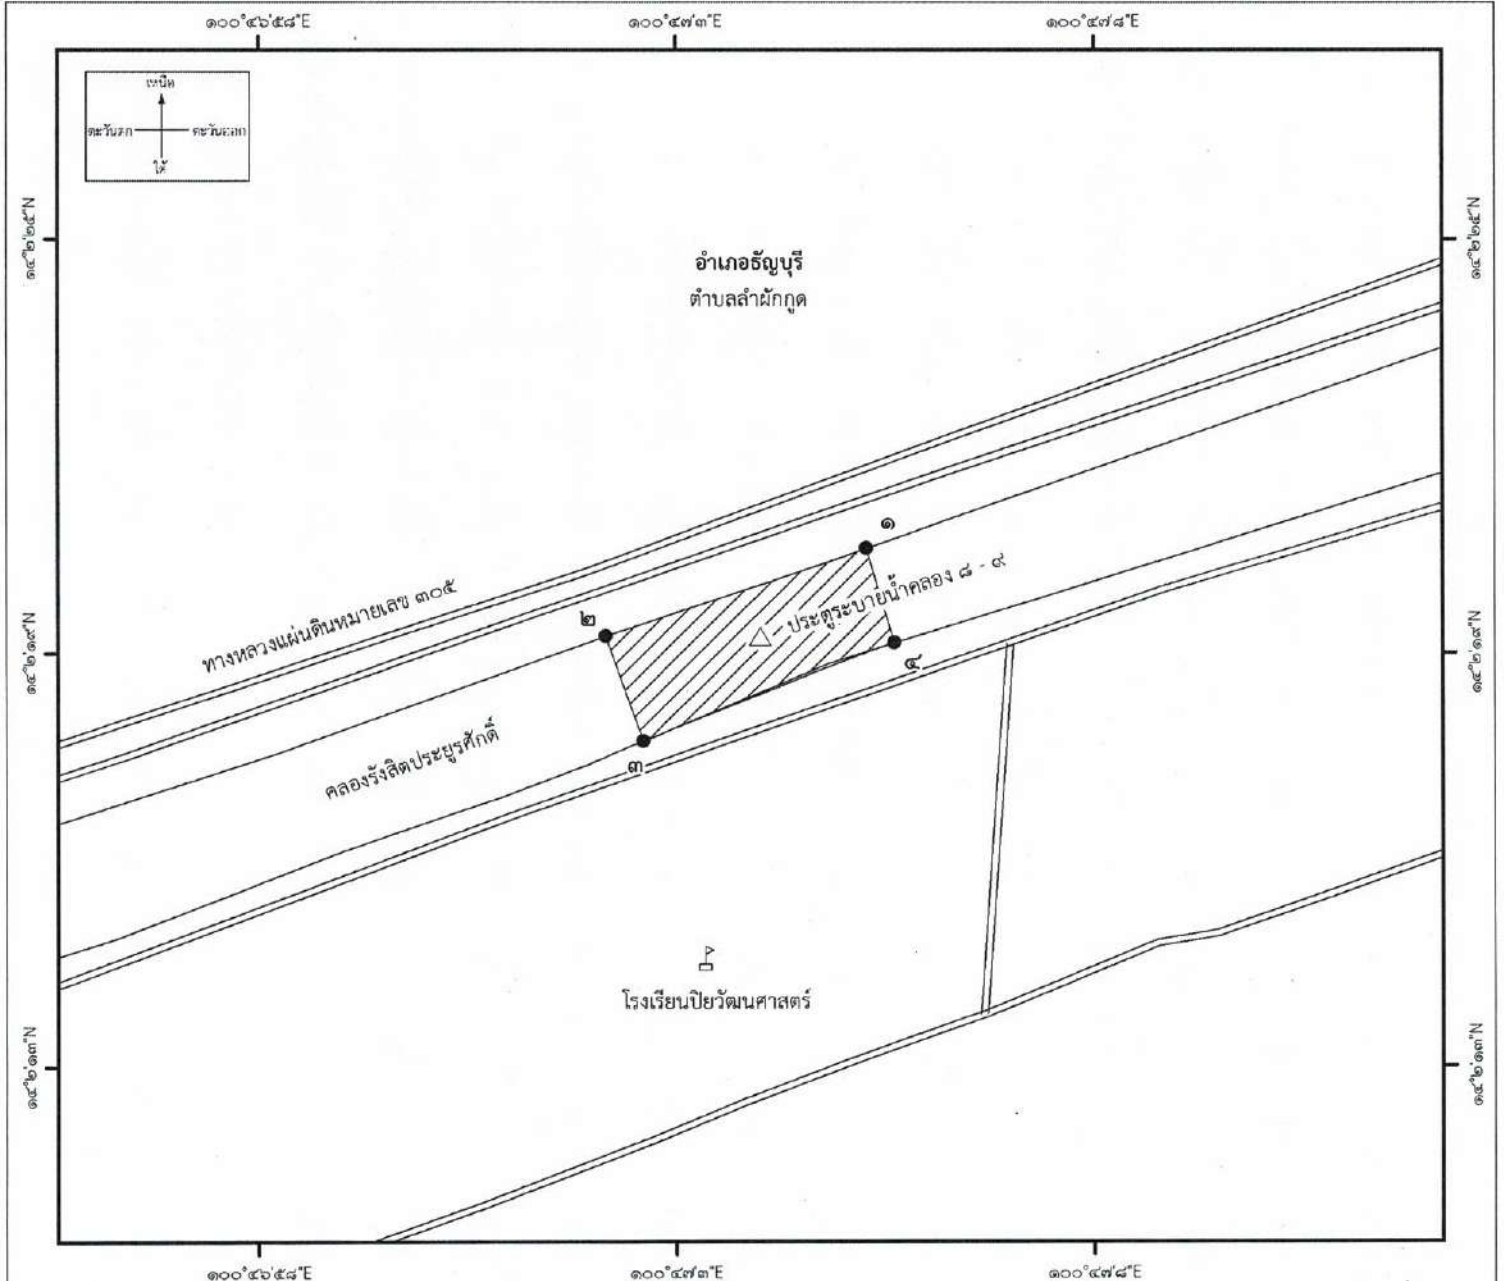 ๑๐๐°๔๖'๕๘"E
๑๐๐°๔๗'๓"E
๑๐๐°๔๗'๘"E
เหนือ
ตะวันตก
ตะวันออก
ใต้
๑๔°๒'๒๕"N
๑๔°๒'๒๕"N
อำเภอธัญบุรี
ตำบลลำผักกูด
๑
ประตูระบายน้ำคลอง ๘ - ๙
ทางหลวงแผ่นดินหมายเลข ๓๐๕
๒
๑๔°๒'๑๙"N
๑๔°๒'๑๙"N
๔
คลองรังสิตประยูรศักดิ์
๓
โรงเรียนปิยวัฒนศาสตร์
๑๔°๒'๑๓"N
๑๔°๒'๑๓"N
๑๐๐°๔๖'๕๘"E
๑๐๐°๔๗'๓"E
๑๐๐°๔๗'๘"E